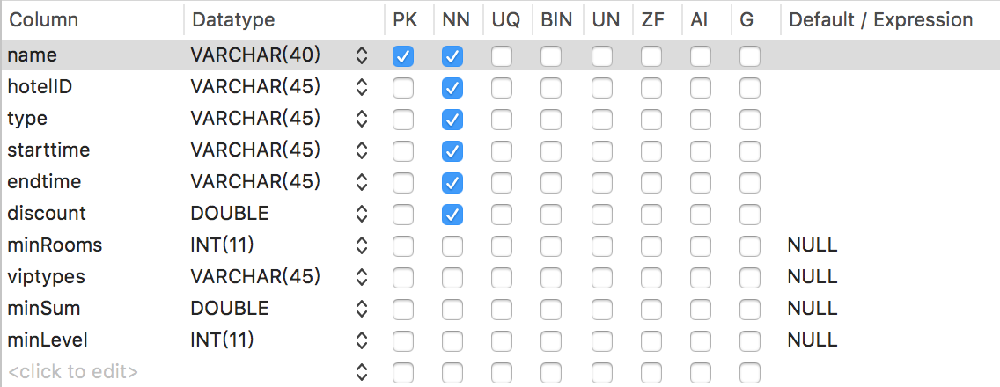 Column Datatype PK NN UQ BIN UN ZF AI G Default / Expression
name VARCHAR(40)
hotelID VARCHAR(45)
type VARCHAR(45)
starttime VARCHAR(45)
endtime VARCHAR(45)
discount DOUBLE
minRooms INT(11) NULL
viptypes VARCHAR(45) NULL
minSum DOUBLE NULL
minLevel INT(11) NULL
<click to edit>